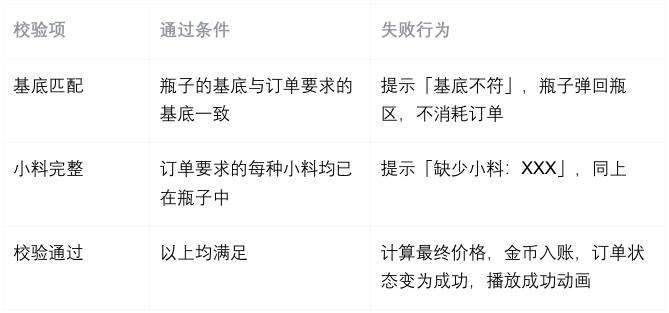 校验项 通过条件 失败行为
基底匹配 瓶子的基底与订单要求的 提示「基底不符」，瓶子弹回瓶
基底一致 区，不消耗订单
小料完整 订单要求的每种小料均已 提示「缺少小料：XXX」，同上
在瓶子中
校验通过 以上均满足 计算最终价格，金币入账，订单状
态变为成功，播放成功动画